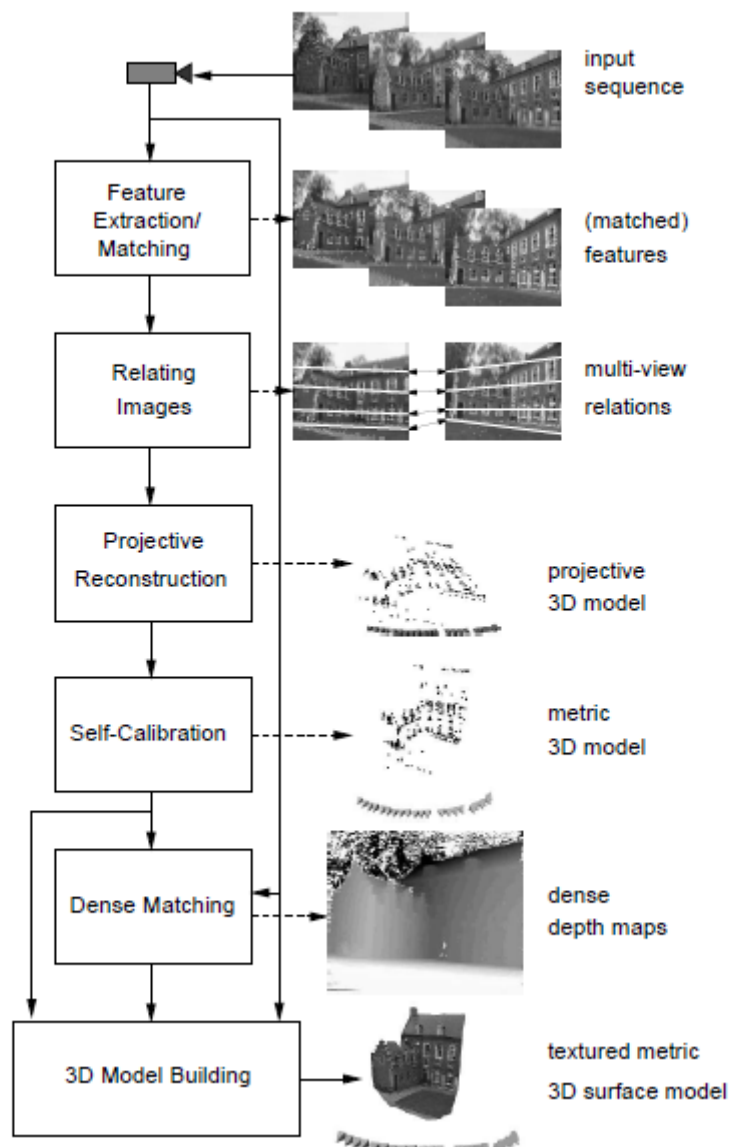 input
sequence
Feature
Extraction/
Matching
(matched)
features
Relating
Images
multi-view
relations
Projective
Reconstruction
projective
3D model
Self-Calibration
metric
3D model
Dense Matching
dense
depth maps
3D Model Building
textured metric
3D surface model